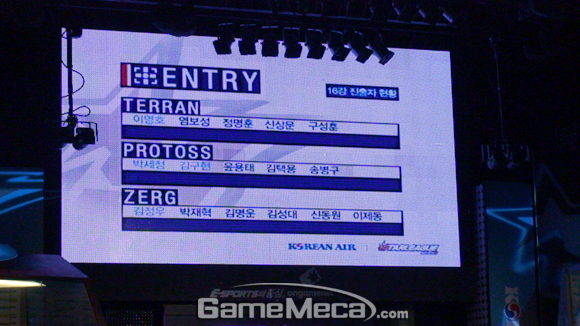 ENTRY
16강 진출자 현황
TERRAN
이영호 염보성 정명훈 신상문 구성훈
PROTOSS
박세정 김구현 윤용태 김택용 송병구
ZERG
김정우 박재혁 김명운 김성대 신동원 이제동
KOREAN AIR
STARLEAGUE
GameMeca.com